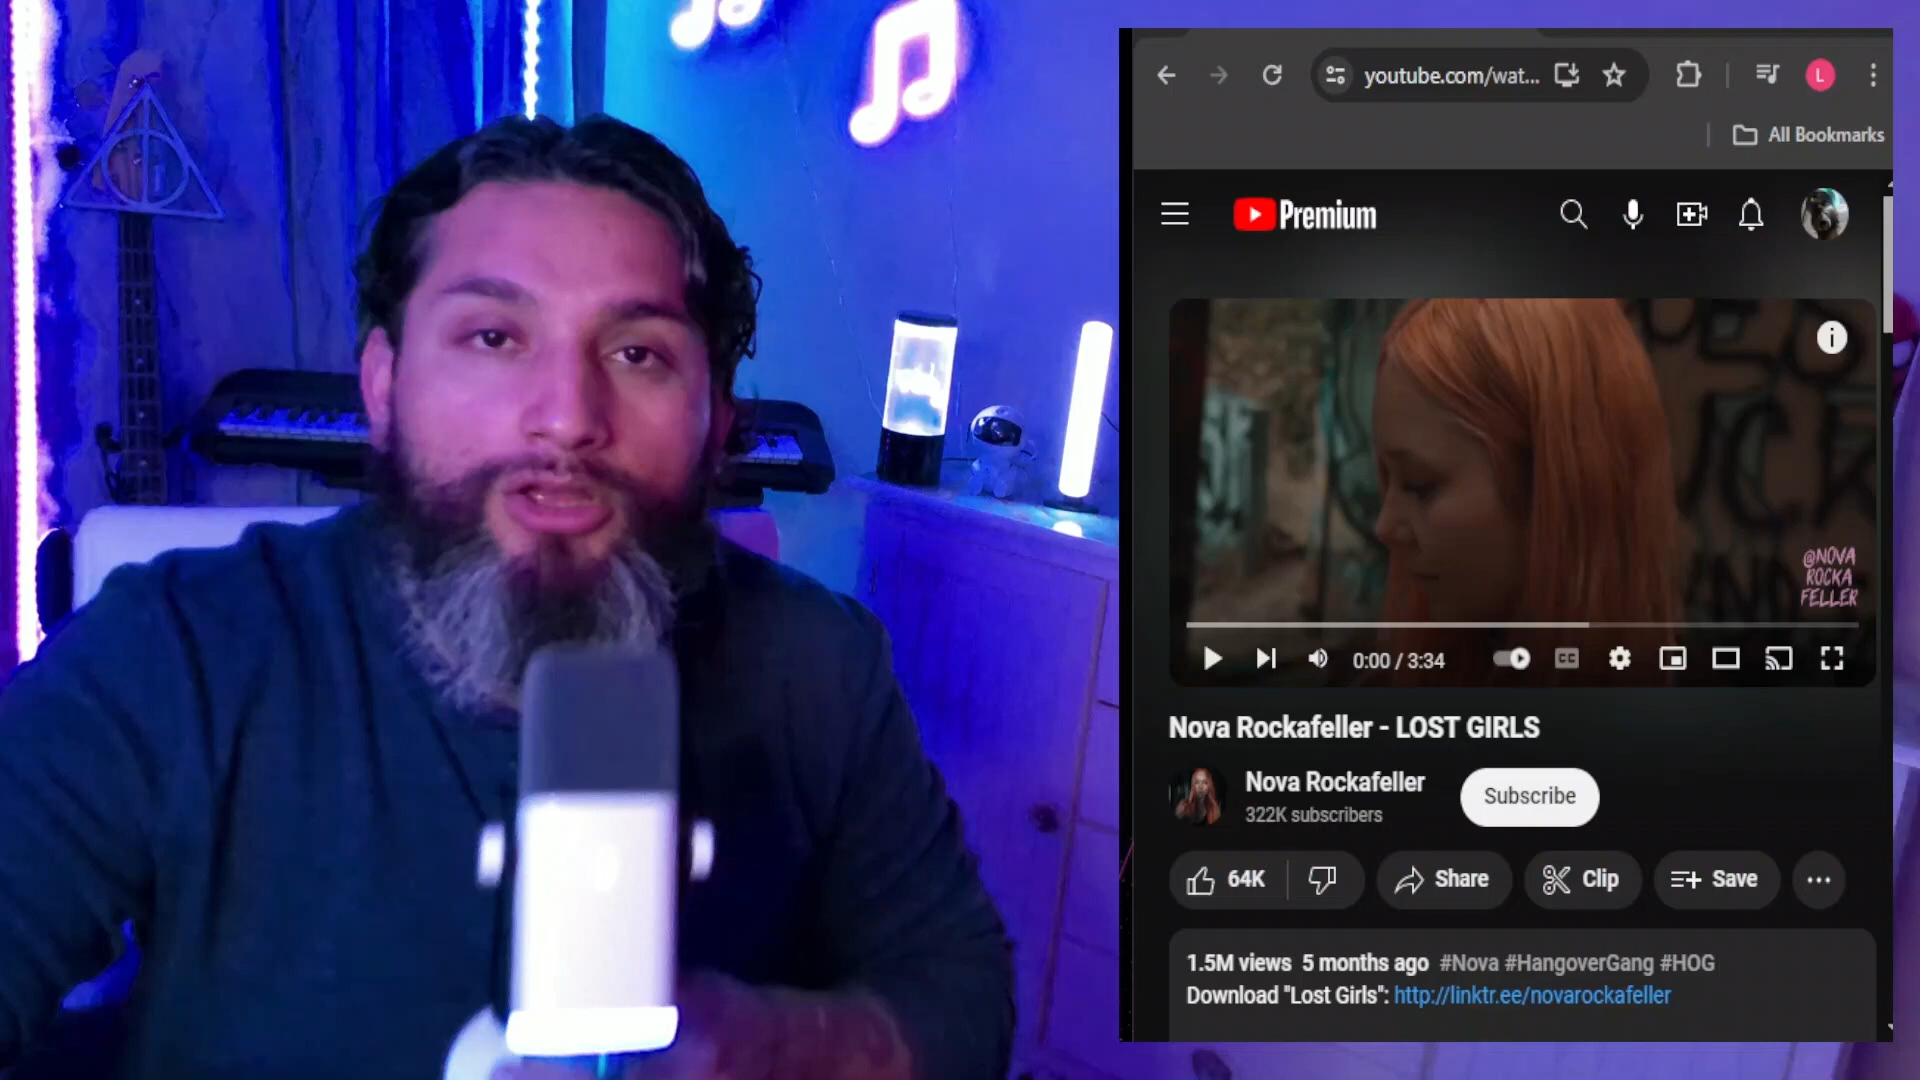 youtube.com/wat...
L
All Bookmarks
Premium
@NOVA
ROCKA
FELLER
0:00 / 3:34
CC
Nova Rockafeller - LOST GIRLS
Nova Rockafeller
322K subscribers
Subscribe
64K
Share
Clip
Save
1.5M views 5 months ago #Nova #HangoverGang #HOG
Download "Lost Girls": http://linktr.ee/novarockafeller